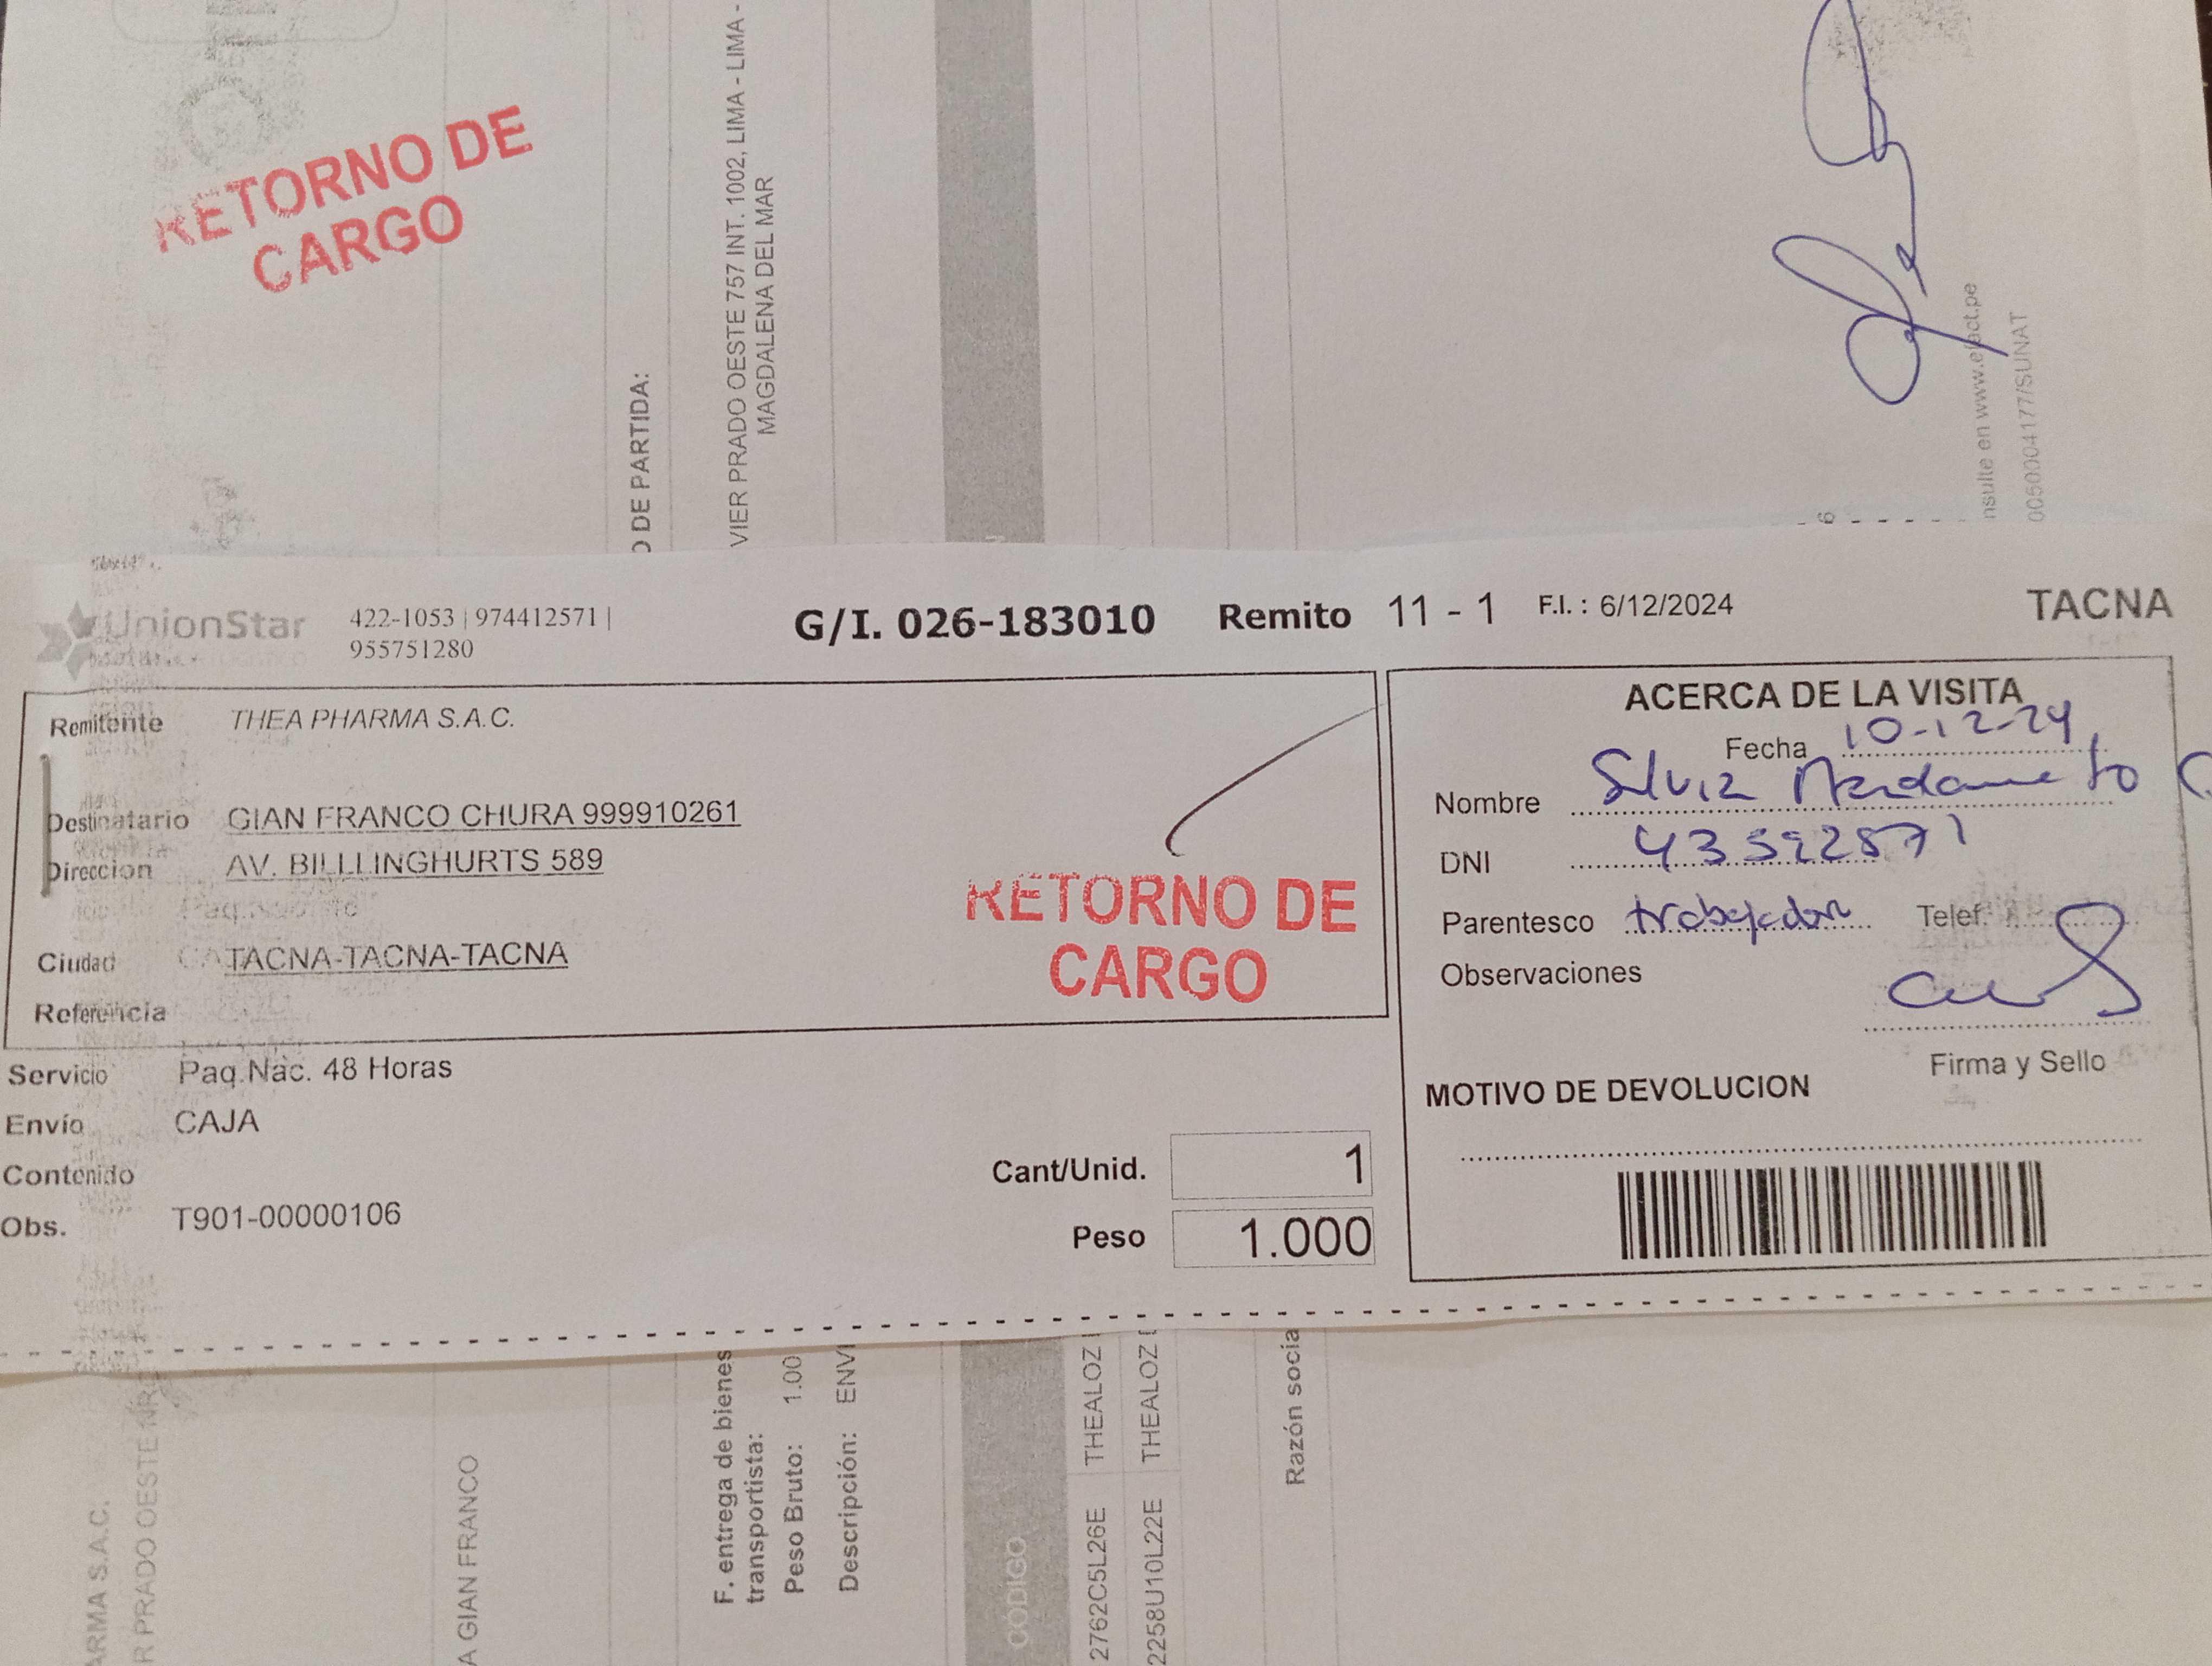 RETORNO DE
CARGO
DE PARTIDA:
VIER PRADO OESTE 757 INT. 1002, LIMA - LIMA -
MAGDALENA DEL MAR
nsulte en www.efact.pe
0050004177/SUNAT
UnionStar
422-1053 | 974412571 |
955751280
G/I. 026-183010 Remito 11 - 1 F.I. : 6/12/2024
TACNA
Remitente THEA PHARMA S.A.C.
Destinatario GIAN FRANCO CHURA 999910261
Direccion AV. BILLLINGHURTS 589
Ciudad TACNA-TACNA-TACNA
Referencia
RETORNO DE
CARGO
Servicio Paq.Nac. 48 Horas
Envío CAJA
Contenido
Obs. T901-00000106
Cant/Unid. 1
Peso 1.000
ACERCA DE LA VISITA
Fecha 10-12-24
Nombre Silvia
DNI 43592871
Parentesco trabajador Telef.
Observaciones
Firma y Sello
MOTIVO DE DEVOLUCION
ARMA S.A.C.
R PRADO OESTE
A GIAN FRANCO
F. entrega de bienes
transportista:
Peso Bruto: 1.00
Descripción: ENVI
CODIGO
2762C5L26E THEALOZ
2258U10L22E THEALOZ
Razón socia